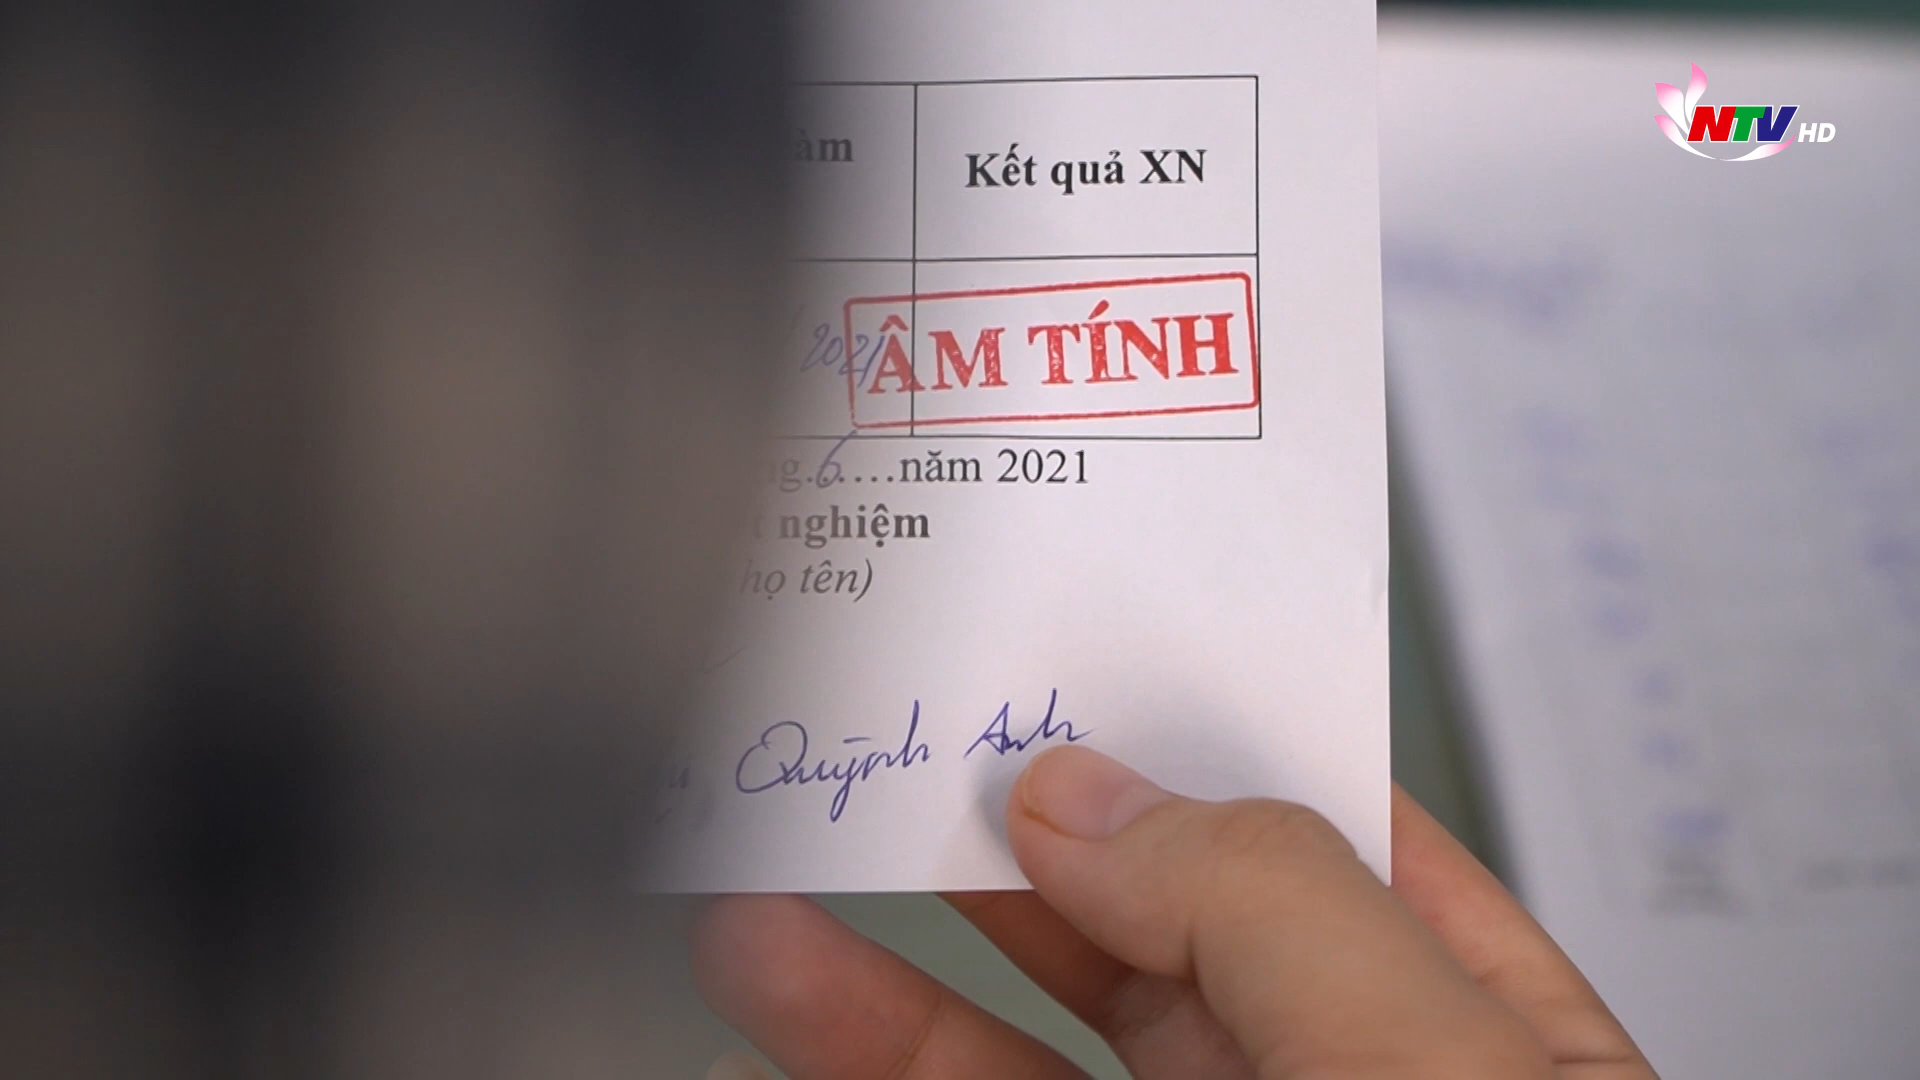 NTV HD
Kết quả XN
2021
ÂM TÍNH
6....năm 2021
nghiệm
họ tên)
Quỳnh Anh